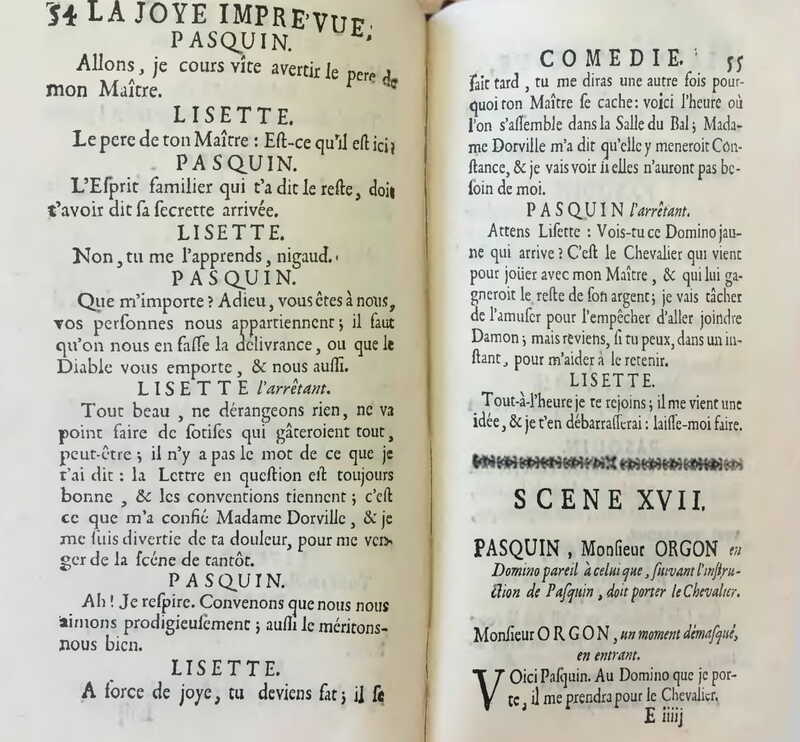 54 LA JOYE IMPRE'VUE,
PASQUIN.
Allons, je cours vîte avertir le pere de
mon Maître.
LISETTE.
Le pere de ton Maître : Eſt-ce qu'il eſt ici?
PASQUIN.
L'Eſprit familier qui t'a dit le reſte, doit
t'avoir dit ſa ſecrette arrivée.
LISETTE.
Non, tu me l'apprends, nigaud.
PASQUIN.
Que m'importe ? Adieu, vous êtes à nous,
vos perſonnes nous appartiennent ; il faut
qu'on nous en faſſe la délivrance, ou que le
Diable vous emporte, & nous auſſi.
LISETTE l'arrêtant.
Tout beau, ne dérangeons rien, ne va
point faire de ſotiſes qui gâteroient tout,
peut-être ; il n'y a pas le mot de ce que je
t'ai dit : la Lettre en queſtion eſt toujours
bonne, & les conventions tiennent ; c'eſt
ce que m'a confié Madame Dorville, & je
me ſuis divertie de ta douleur, pour me ven-
ger de la ſcéne de tantôt.
PASQUIN.
Ah ! Je reſpire. Convenons que nous nous
aimons prodigieuſement ; auſſi le méritons-
nous bien.
LISETTE.
A force de joye, tu deviens fat ; il ſe
COMEDIE. 55
fait tard, tu me diras une autre fois pour-
quoi ton Maître ſe cache : voici l'heure où
l'on s'aſſemble dans la Salle du Bal ; Mada-
me Dorville m'a dit qu'elle y meneroit Con-
ſtance, & je vais voir ſi elles n'auront pas be-
ſoin de moi.
PASQUIN l'arrêtant.
Attens Liſette : Vois-tu ce Domino jau-
ne qui arrive ? C'eſt le Chevalier qui vient
pour joüer avec mon Maître, & qui lui ga-
gneroit le reſte de ſon argent ; je vais tâcher
de l'amuſer pour l'empêcher d'aller joindre
Damon ; mais reviens, ſi tu peux, dans un in-
ſtant, pour m'aider à le retenir.
LISETTE.
Tout-à-l'heure je te rejoins ; il me vient une
idée, & je t'en débarraſſerai : laiſſe-moi faire.
SCENE XVII.
PASQUIN, Monſieur ORGON en
Domino pareil à celui que, ſuivant l'inſtru-
ction de Paſquin, doit porter le Chevalier.
Monſieur ORGON, un moment démaſqué,
en entrant.
VOici Paſquin. Au Domino que je por-
te, il me prendra pour le Chevalier.
E iiiij